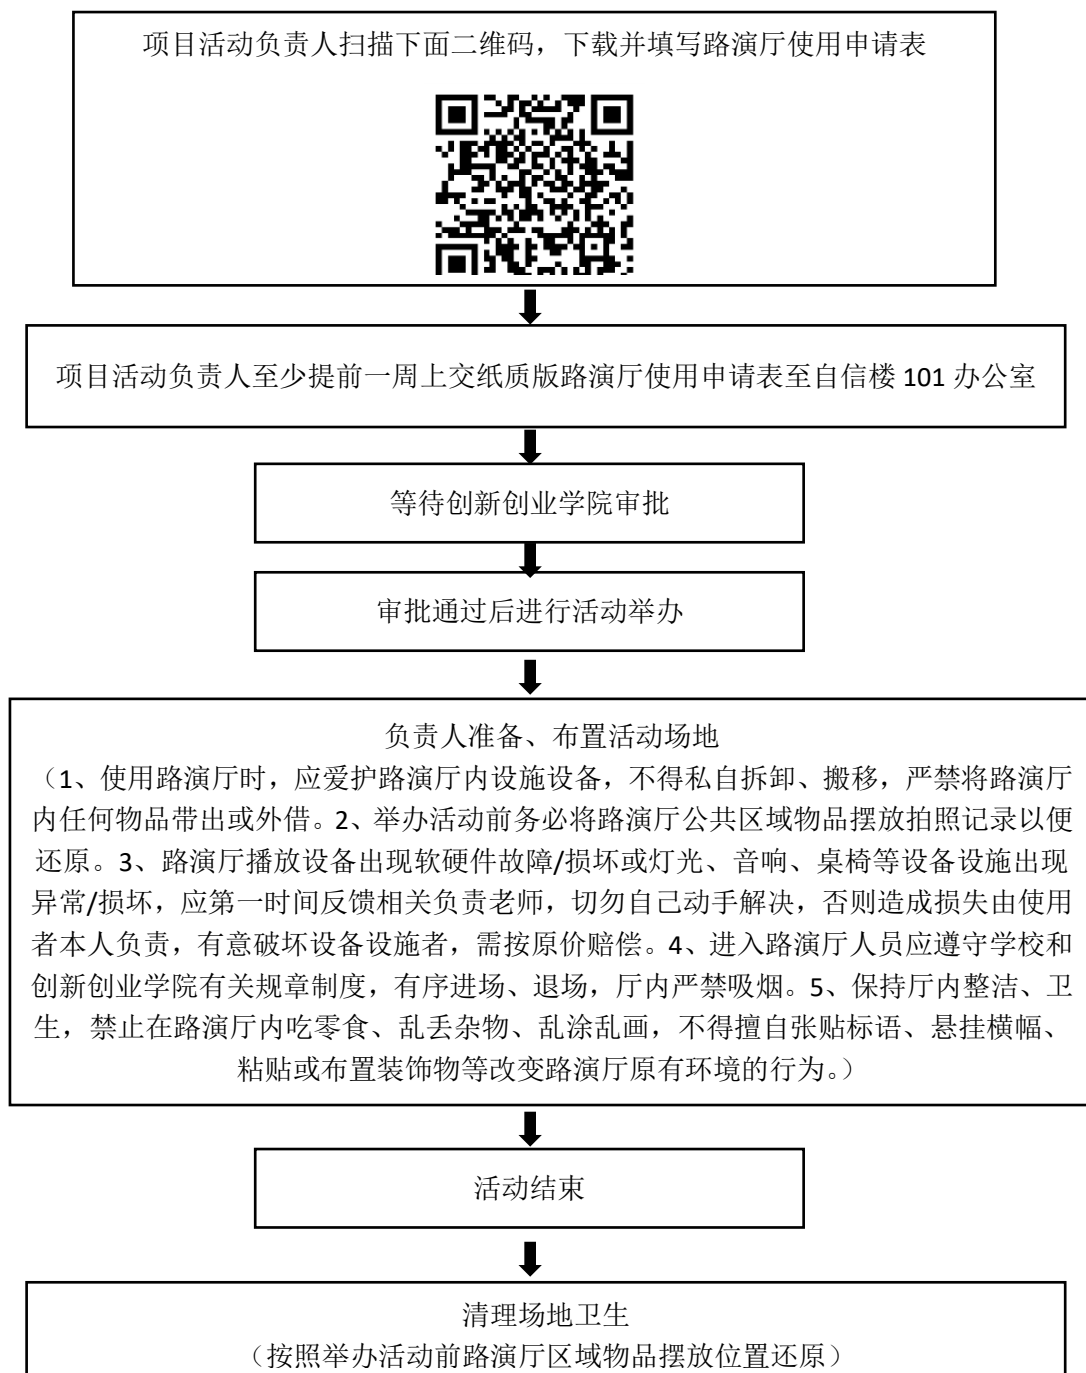 项目活动负责人扫描下面二维码，下载并填写路演厅使用申请表
项目活动负责人至少提前一周上交纸质版路演厅使用申请表至自信楼 101 办公室
等待创新创业学院审批
审批通过后进行活动举办
负责人准备、布置活动场地
（1、使用路演厅时，应爱护路演厅内设施设备，不得私自拆卸、搬移，严禁将路演厅
内任何物品带出或外借。2、举办活动前务必将路演厅公共区域物品摆放拍照记录以便
还原。3、路演厅播放设备出现软硬件故障/损坏或灯光、音响、桌椅等设备设施出现
异常/损坏，应第一时间反馈相关负责老师，切勿自己动手解决，否则造成损失由使用
者本人负责，有意破坏设备设施者，需按原价赔偿。4、进入路演厅人员应遵守学校和
创新创业学院有关规章制度，有序进场、退场，厅内严禁吸烟。5、保持厅内整洁、卫
生，禁止在路演厅内吃零食、乱丢杂物、乱涂乱画，不得擅自张贴标语、悬挂横幅、
粘贴或布置装饰物等改变路演厅原有环境的行为。）
活动结束
清理场地卫生
（按照举办活动前路演厅区域物品摆放位置还原）